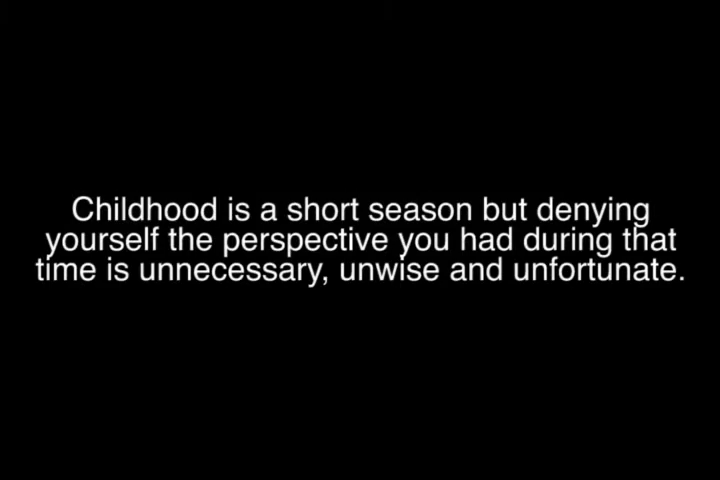 Childhood is a short season but denying
yourself the perspective you had during that
time is unnecessary, unwise and unfortunate.